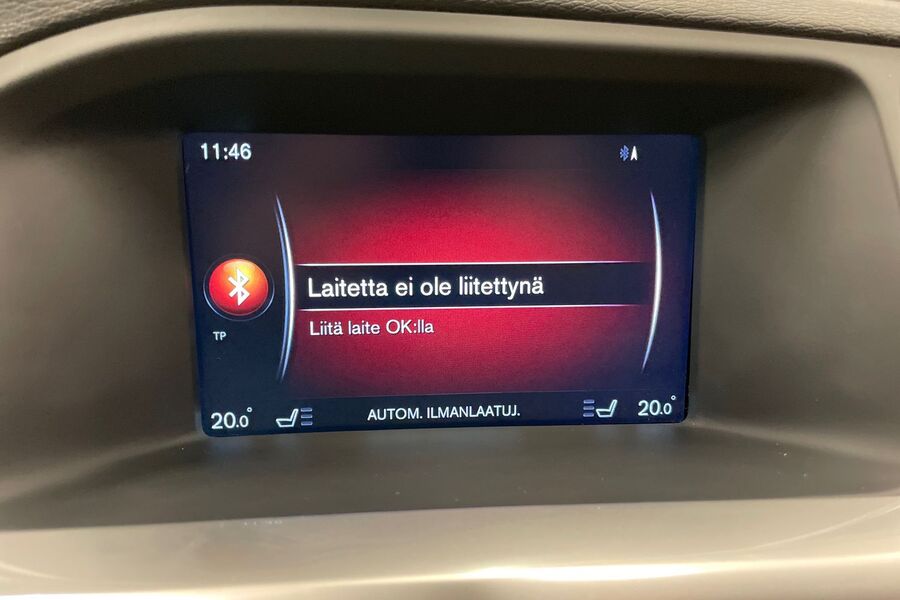 11:46
Laitetta ei ole liitettynä
Liitä laite OK:lla
TP
20.0°
AUTOM. ILMANLAATUJ.
20.0°